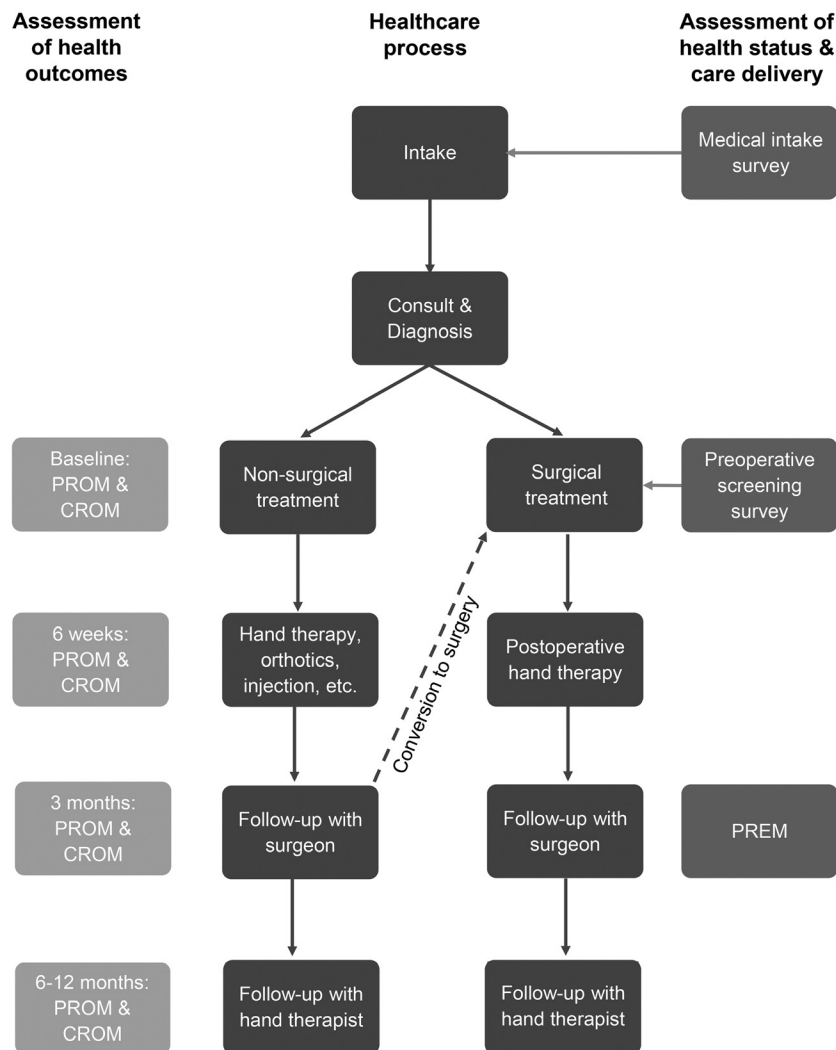 Assessment
of health
outcomes
Healthcare
process
Assessment of
health status &
care delivery
Intake
Medical intake
survey
Consult &
Diagnosis
Baseline:
PROM &
CROM
Non-surgical
treatment
Surgical
treatment
Preoperative
screening
survey
6 weeks:
PROM &
CROM
Hand therapy,
orthotics,
injection, etc.
Conversion to surgery
Postoperative
hand therapy
3 months:
PROM &
CROM
Follow-up with
surgeon
Follow-up with
surgeon
PREM
6-12 months:
PROM &
CROM
Follow-up with
hand therapist
Follow-up with
hand therapist